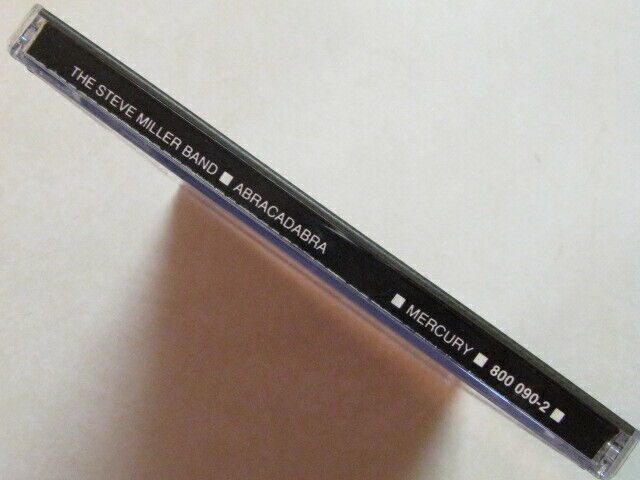 THE STEVE MILLER BAND ■ ABRACADABRA ■ MERCURY ■ 800 090-2 ■